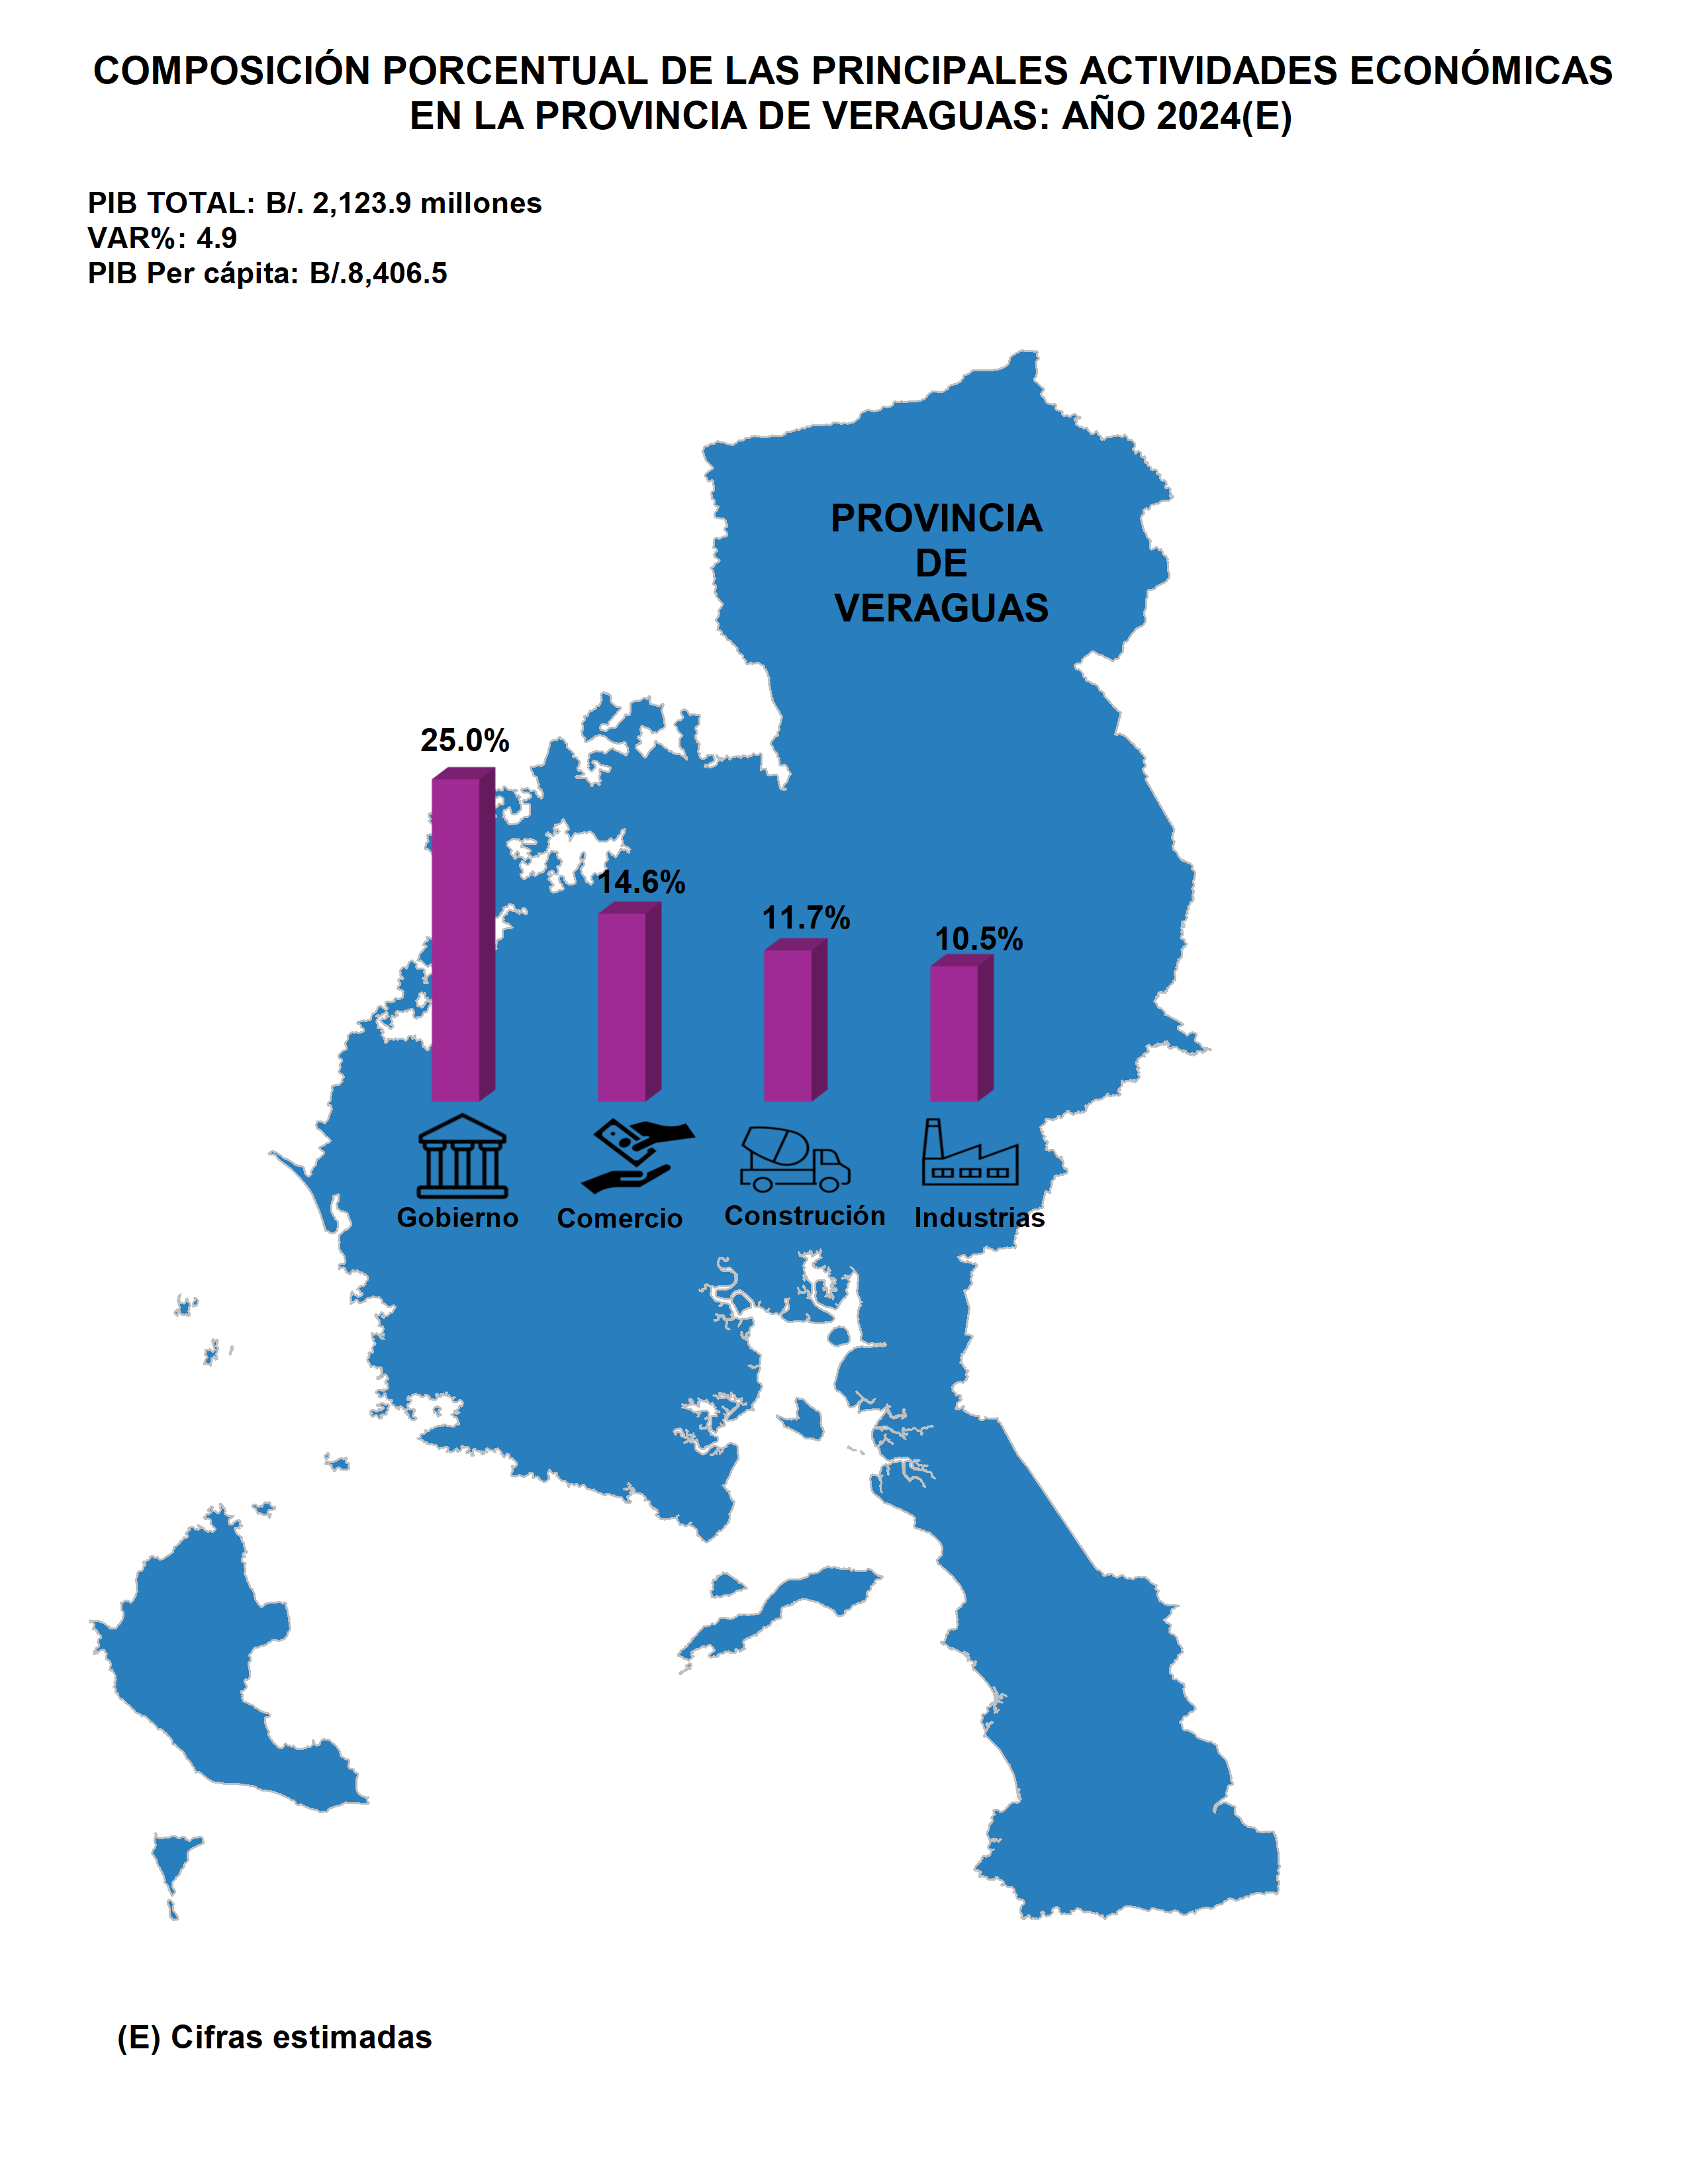 COMPOSICIÓN PORCENTUAL DE LAS PRINCIPALES ACTIVIDADES ECONÓMICAS
EN LA PROVINCIA DE VERAGUAS: AÑO 2024(E)
PIB TOTAL: B/. 2,123.9 millones
VAR%: 4.9
PIB Per cápita: B/.8,406.5
PROVINCIA
DE
VERAGUAS
25.0%
14.6%
11.7%
10.5%
Gobierno
Comercio
Construción
Industrias
(E) Cifras estimadas